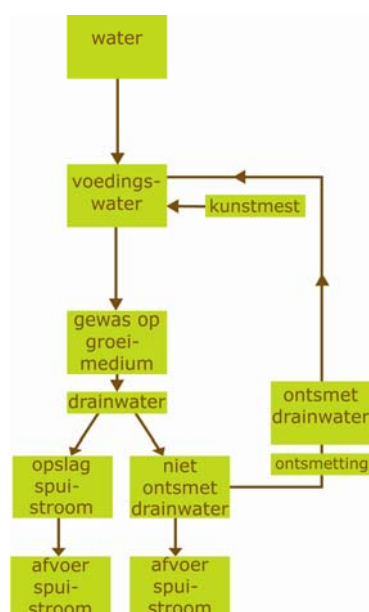 water
voedings-
water
kunstmest
gewas op
groei-
medium
drainwater
ontsmet
drainwater
ontsmetting
opslag
spui-
stroom
niet
ontsmet
drainwater
afvoer
spui-
stroom
afvoer
spui-
stroom